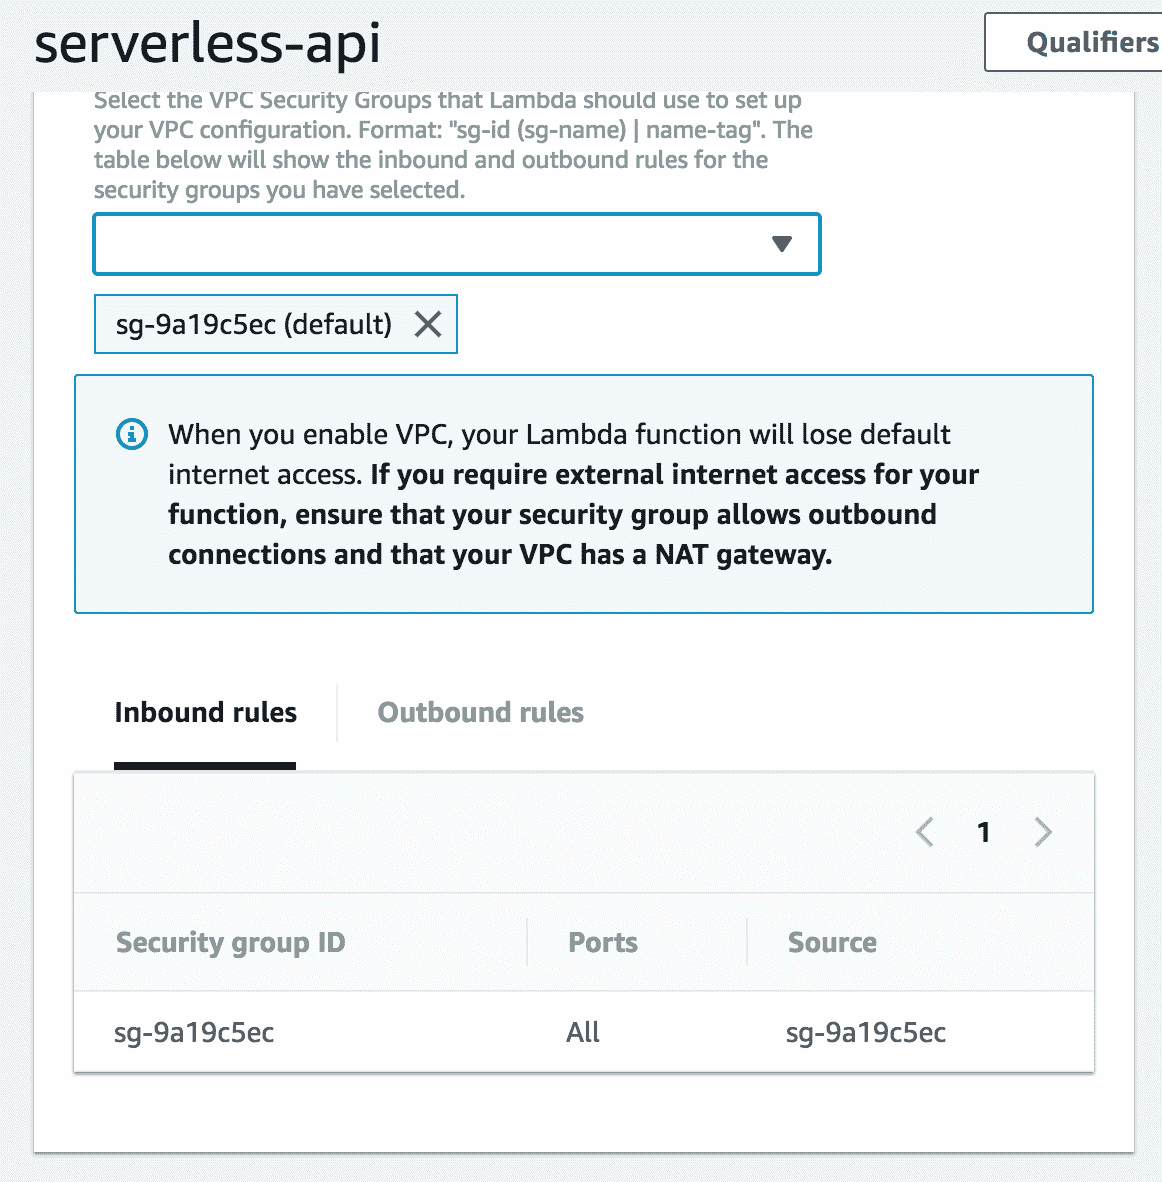 serverless-api
Qualifiers
Select the VPC Security Groups that Lambda should use to set up
your VPC configuration. Format: "sg-id (sg-name) | name-tag". The
table below will show the inbound and outbound rules for the
security groups you have selected.
sg-9a19c5ec (default)
When you enable VPC, your Lambda function will lose default
internet access. If you require external internet access for your
function, ensure that your security group allows outbound
connections and that your VPC has a NAT gateway.
Inbound rules
Outbound rules
1
Security group ID Ports Source
sg-9a19c5ec All sg-9a19c5ec